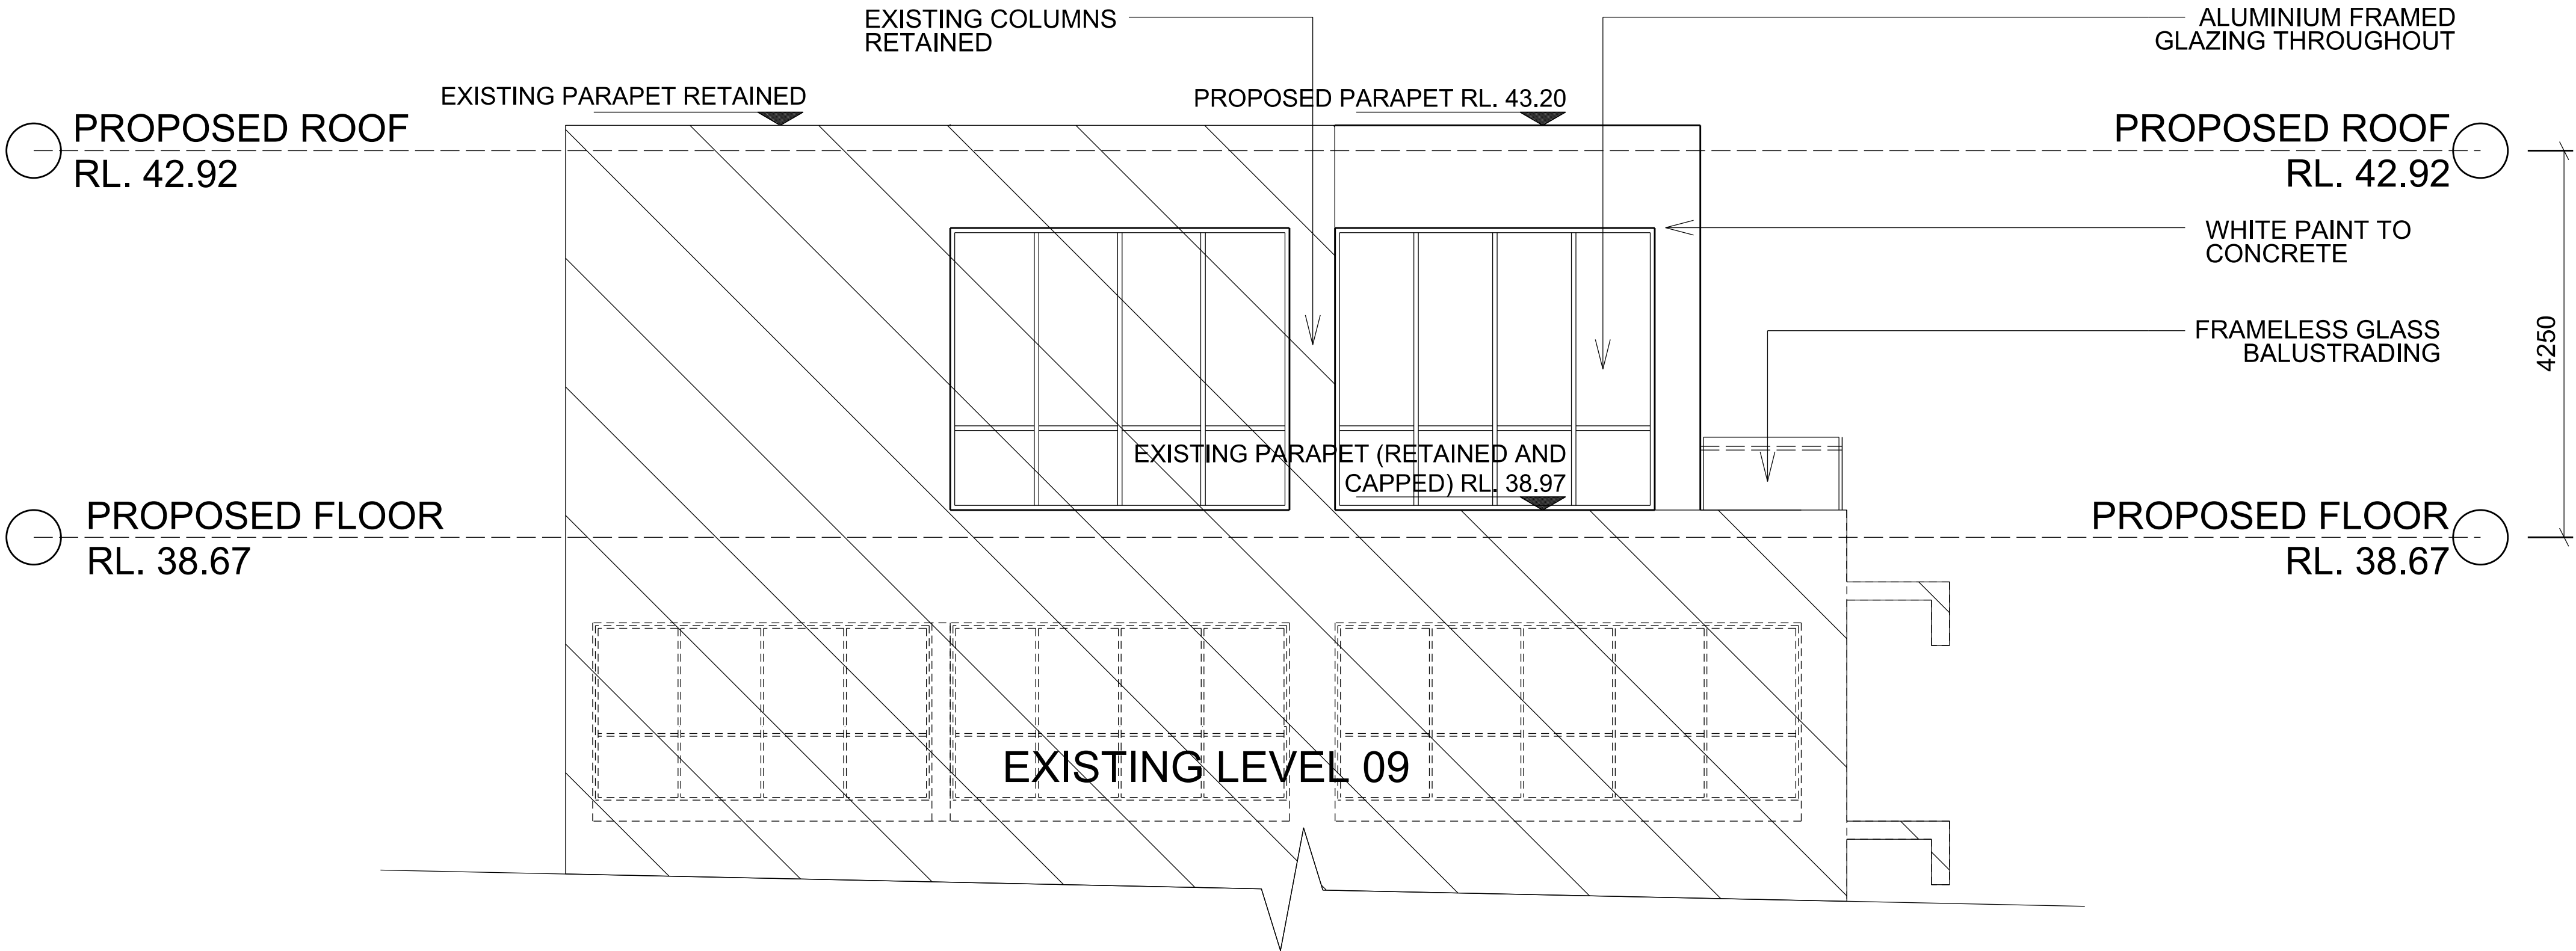 EXISTING COLUMNS
RETAINED
ALUMINIUM FRAMED
GLAZING THROUGHOUT
EXISTING PARAPET RETAINED
PROPOSED PARAPET RL. 43.20
PROPOSED ROOF
RL. 42.92
PROPOSED ROOF
RL. 42.92
WHITE PAINT TO
CONCRETE
FRAMELESS GLASS
BALUSTRADING
4250
EXISTING PARAPET (RETAINED AND
CAPPED) RL. 38.97
PROPOSED FLOOR
RL. 38.67
PROPOSED FLOOR
RL. 38.67
EXISTING LEVEL 09